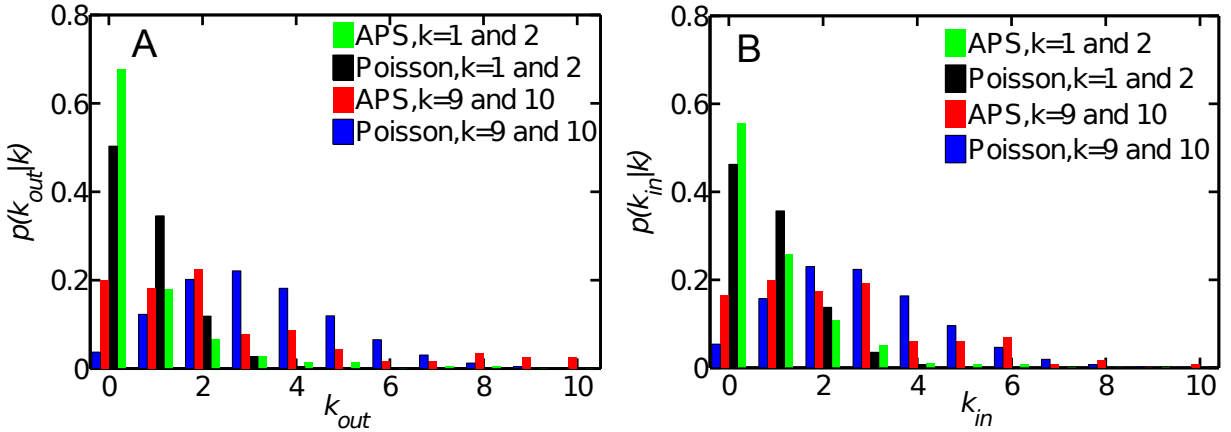 0.8
0.6
0.4
0.2
0
p(k_out|k)
A
APS,k=1 and 2
Poisson,k=1 and 2
APS,k=9 and 10
Poisson,k=9 and 10
0 2 4 6 8 10
k_out
0.8
0.6
0.4
0.2
0
p(k_in|k)
B
APS,k=1 and 2
Poisson,k=1 and 2
APS,k=9 and 10
Poisson,k=9 and 10
0 2 4 6 8 10
k_in